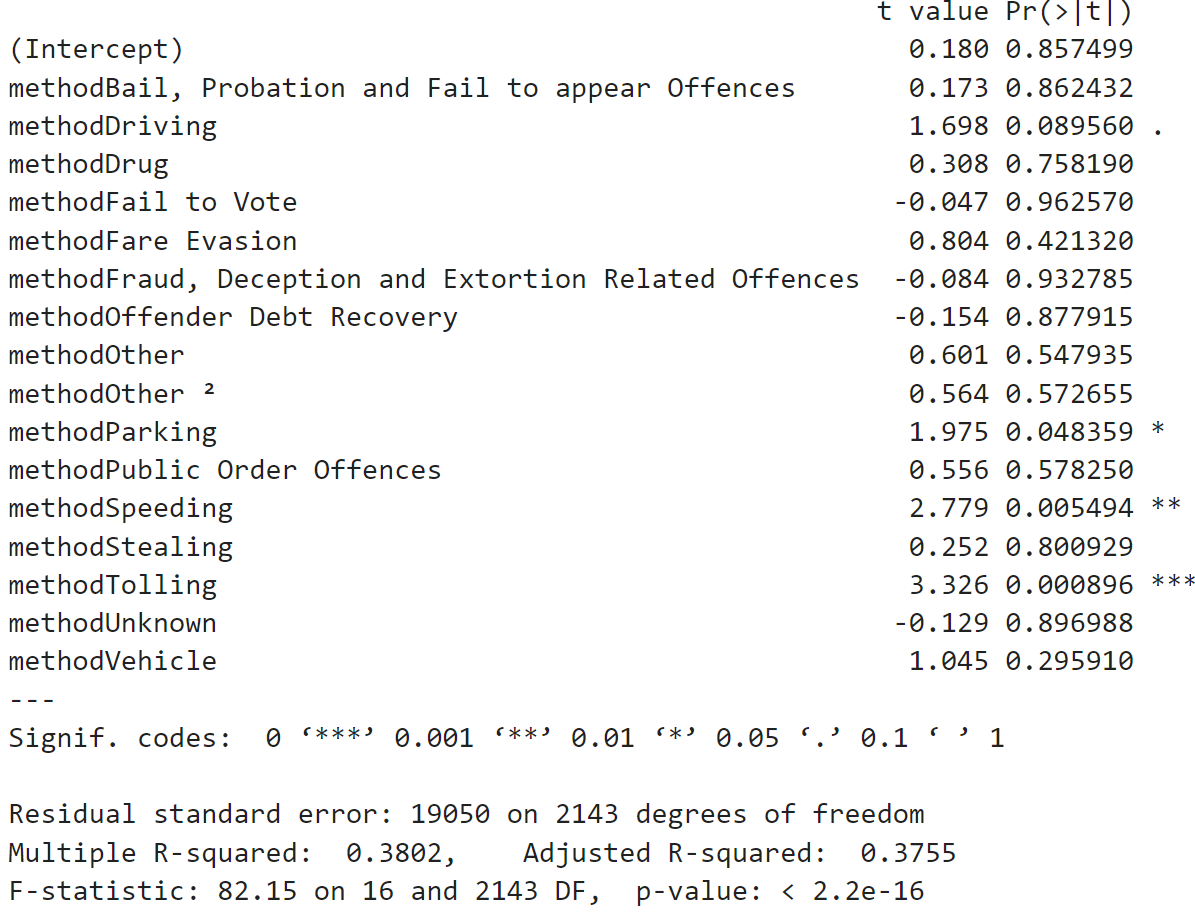 t value Pr(>|t|)
(Intercept) 0.180 0.857499
methodBail, Probation and Fail to appear Offences 0.173 0.862432
methodDriving 1.698 0.089560 .
methodDrug 0.308 0.758190
methodFail to Vote -0.047 0.962570
methodFare Evasion 0.804 0.421320
methodFraud, Deception and Extortion Related Offences -0.084 0.932785
methodOffender Debt Recovery -0.154 0.877915
methodOther 0.601 0.547935
methodOther ² 0.564 0.572655
methodParking 1.975 0.048359 *
methodPublic Order Offences 0.556 0.578250
methodSpeeding 2.779 0.005494 **
methodStealing 0.252 0.800929
methodTolling 3.326 0.000896 ***
methodUnknown -0.129 0.896988
methodVehicle 1.045 0.295910
---
Signif. codes: 0 ‘***’ 0.001 ‘**’ 0.01 ‘*’ 0.05 ‘.’ 0.1 ‘ ’ 1
Residual standard error: 19050 on 2143 degrees of freedom
Multiple R-squared: 0.3802, Adjusted R-squared: 0.3755
F-statistic: 82.15 on 16 and 2143 DF, p-value: < 2.2e-16